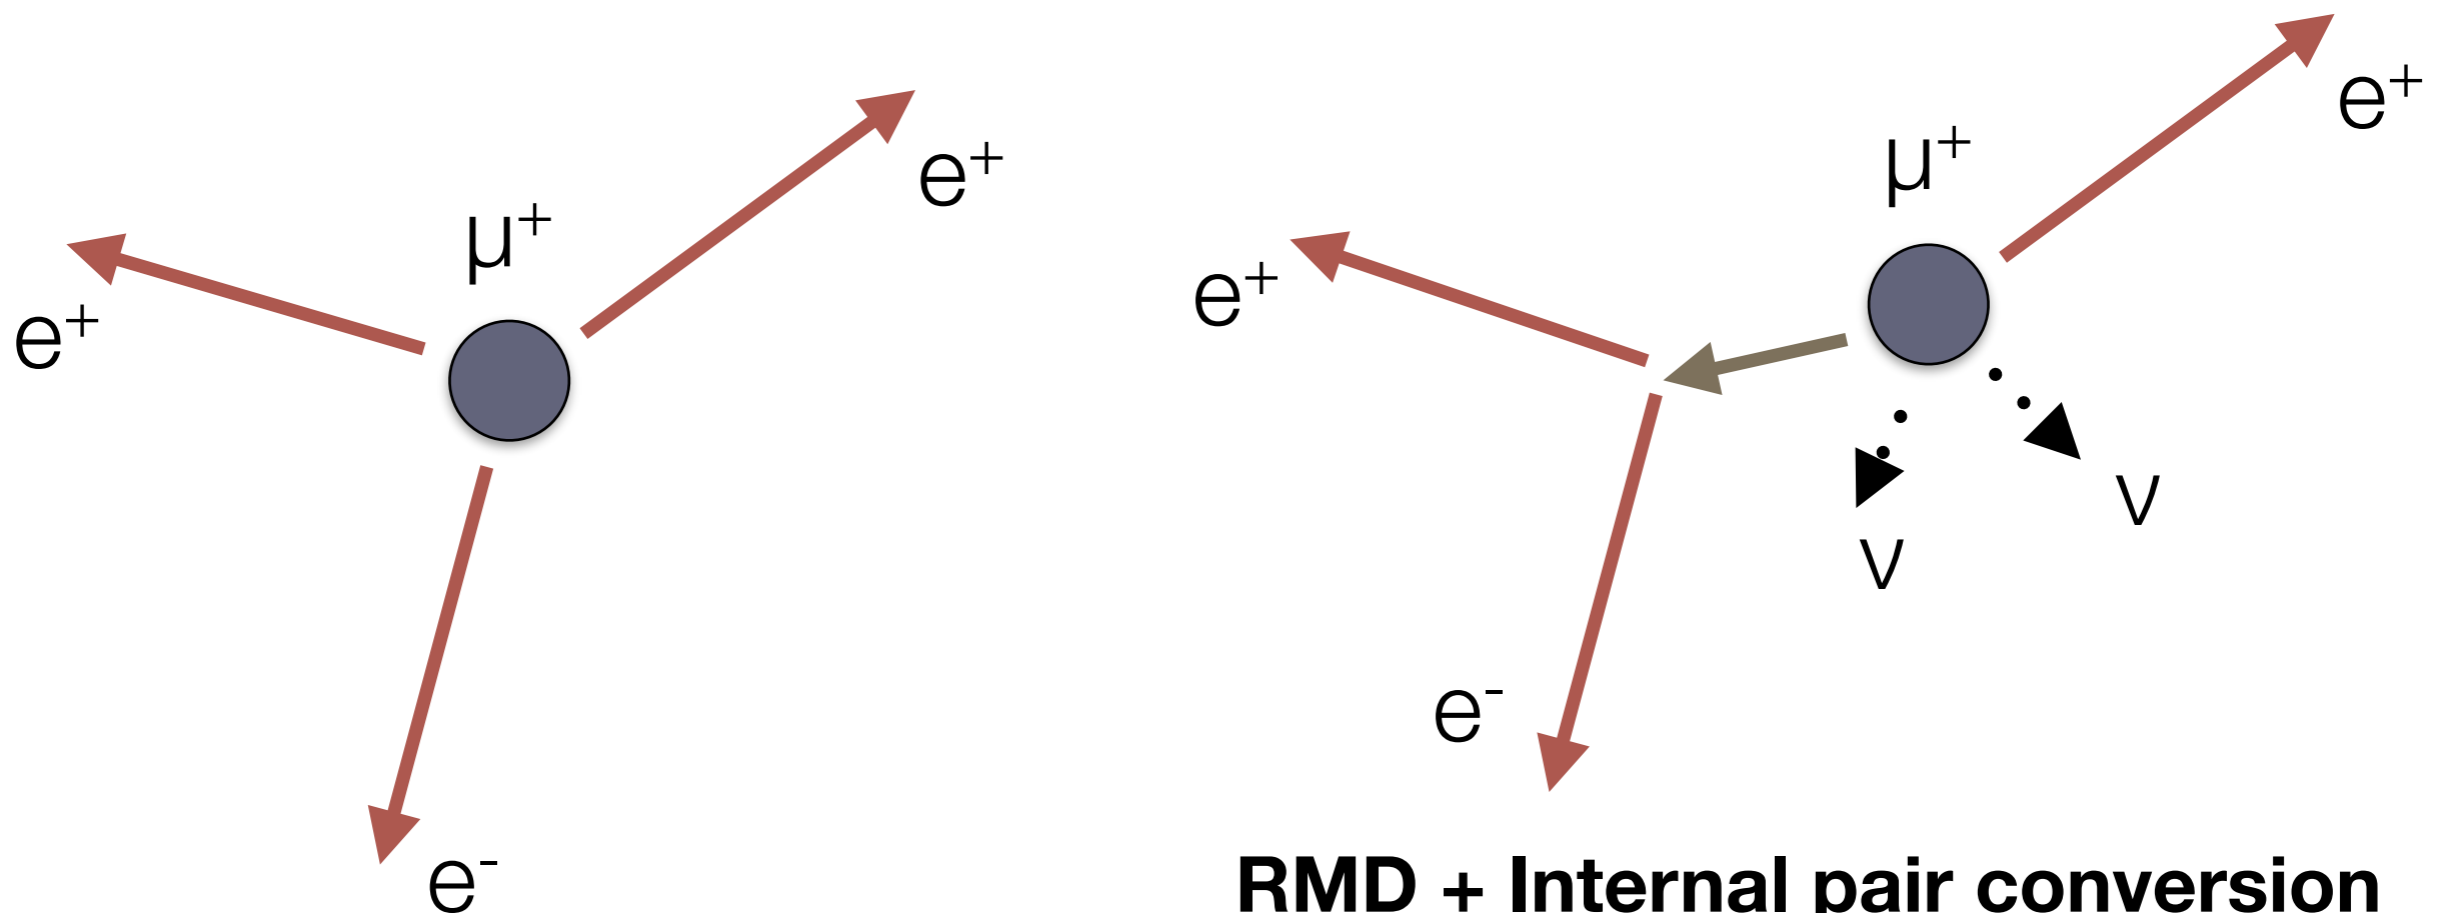 e⁺
μ⁺
e⁺
e⁻
e⁺
μ⁺
e⁺
ν
ν
e⁻
RMD + Internal pair conversion